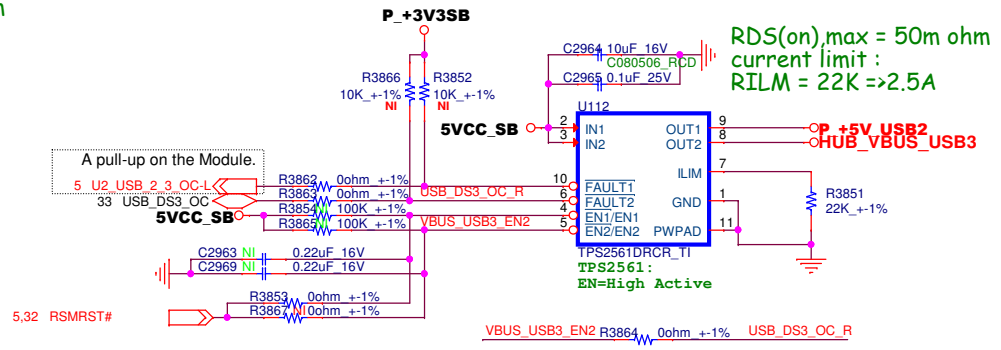 n
P_+3V3SB
R3866
10K_+-1%
NI
R3852
10K_+-1%
NI
C2964 10uF_16V
C080506_RCD
C2965 0.1uF_25V
RDS(on),max = 50m ohm
current limit :
RILM = 22K =>2.5A
U112
5VCC_SB
2
3
IN1
IN2
OUT1
OUT2
9
8
P_+5V_USB2
HUB_VBUS_USB3
ILIM
7
GND
1
PWPAD
11
R3851
22K_+-1%
A pull-up on the Module.
5 U2_USB_2_3_OC-L
R3862 0ohm_+-1%
10
FAULT1
33 USB_DS3_OC
R3863 0ohm_+-1%
USB_DS3_OC_R
6
FAULT2
5VCC_SB
R3854 NI 100K_+-1%
4
EN1/EN1
R3865 NI 100K_+-1%
VBUS_USB3_EN2
5
EN2/EN2
TPS2561DRCR_TI
TPS2561:
EN=High Active
C2963 NI 0.22uF_16V
C2969 NI 0.22uF_16V
5,32 RSMRST#
R3853 0ohm_+-1%
R3867 NI 0ohm_+-1%
VBUS_USB3_EN2 R3864 0ohm_+-1% USB_DS3_OC_R